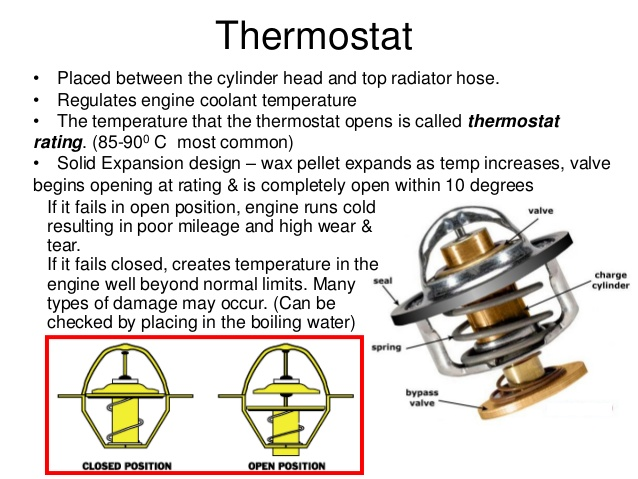 Thermostat
• Placed between the cylinder head and top radiator hose.
• Regulates engine coolant temperature
• The temperature that the thermostat opens is called thermostat
rating. (85-90⁰ C most common)
• Solid Expansion design – wax pellet expands as temp increases, valve
begins opening at rating & is completely open within 10 degrees
If it fails in open position, engine runs cold
resulting in poor mileage and high wear &
tear.
If it fails closed, creates temperature in the
engine well beyond normal limits. Many
types of damage may occur. (Can be
checked by placing in the boiling water)
valve
seal
charge
cylinder
spring
bypass
valve
CLOSED POSITION
OPEN POSITION